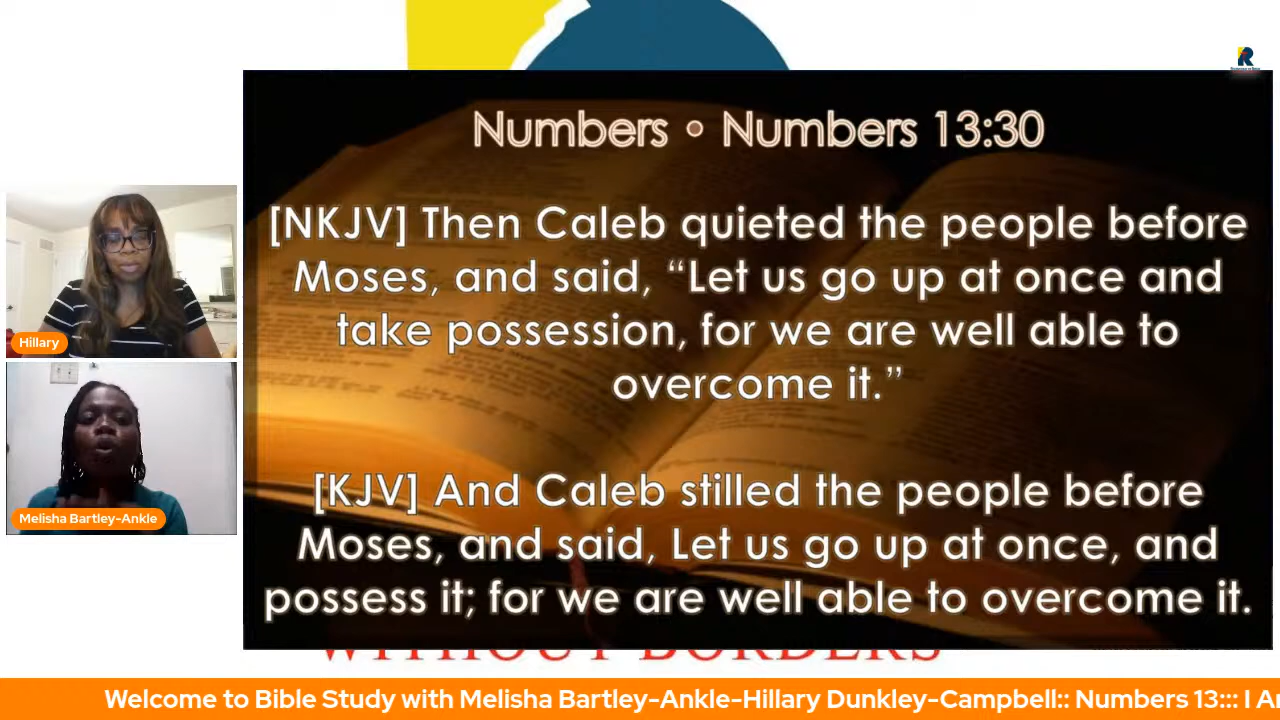 Numbers • Numbers 13:30
[NKJV] Then Caleb quieted the people before
Moses, and said, “Let us go up at once and
take possession, for we are well able to
overcome it.”
[KJV] And Caleb stilled the people before
Moses, and said, Let us go up at once, and
possess it; for we are well able to overcome it.
Hillary
Melisha Bartley-Ankle
WITHOUT BORDERS
Welcome to Bible Study with Melisha Bartley-Ankle-Hillary Dunkley-Campbell:: Numbers 13::: I A